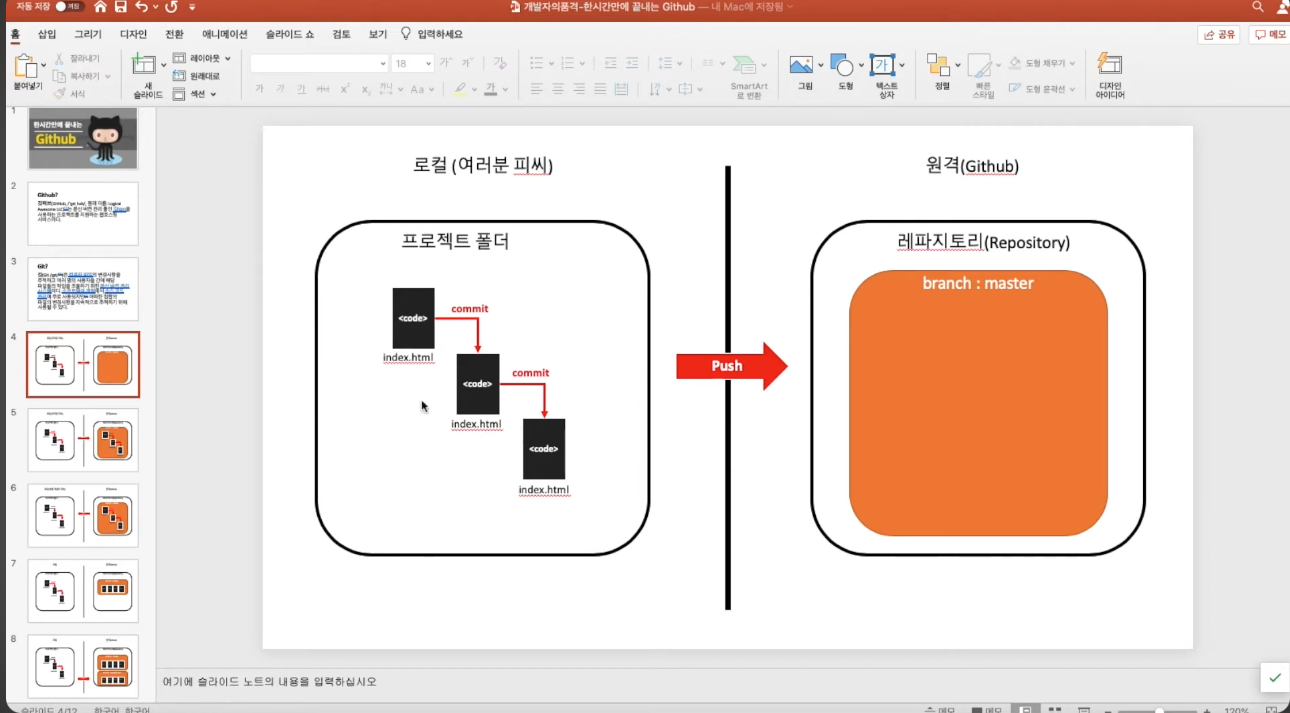 자동 저장 꺼짐
개발자의품격-한시간만에 끝내는 Github — 내 Mac에 저장됨
홈 삽입 그리기 디자인 전환 애니메이션 슬라이드 쇼 검토 보기 입력하세요
공유 메모
붙여넣기
잘라내기
복사하기
서식
새
슬라이드
레이아웃
원래대로
섹션
18
SmartArt
로 변환
그림
도형
텍스트
상자
정렬
빠른
스타일
도형 채우기
도형 윤곽선
디자인
아이디어
1
한시간만에 끝내는
Github
2
Github?
3
Git?
4
5
6
7
8
로컬 (여러분 피씨)
원격(Github)
프로젝트 폴더
레파지토리(Repository)
branch : master
<code>
commit
index.html
<code>
commit
index.html
<code>
index.html
Push
여기에 슬라이드 노트의 내용을 입력하십시오
슬라이드 4/12 한국어, 한국어
메모 메모 120%